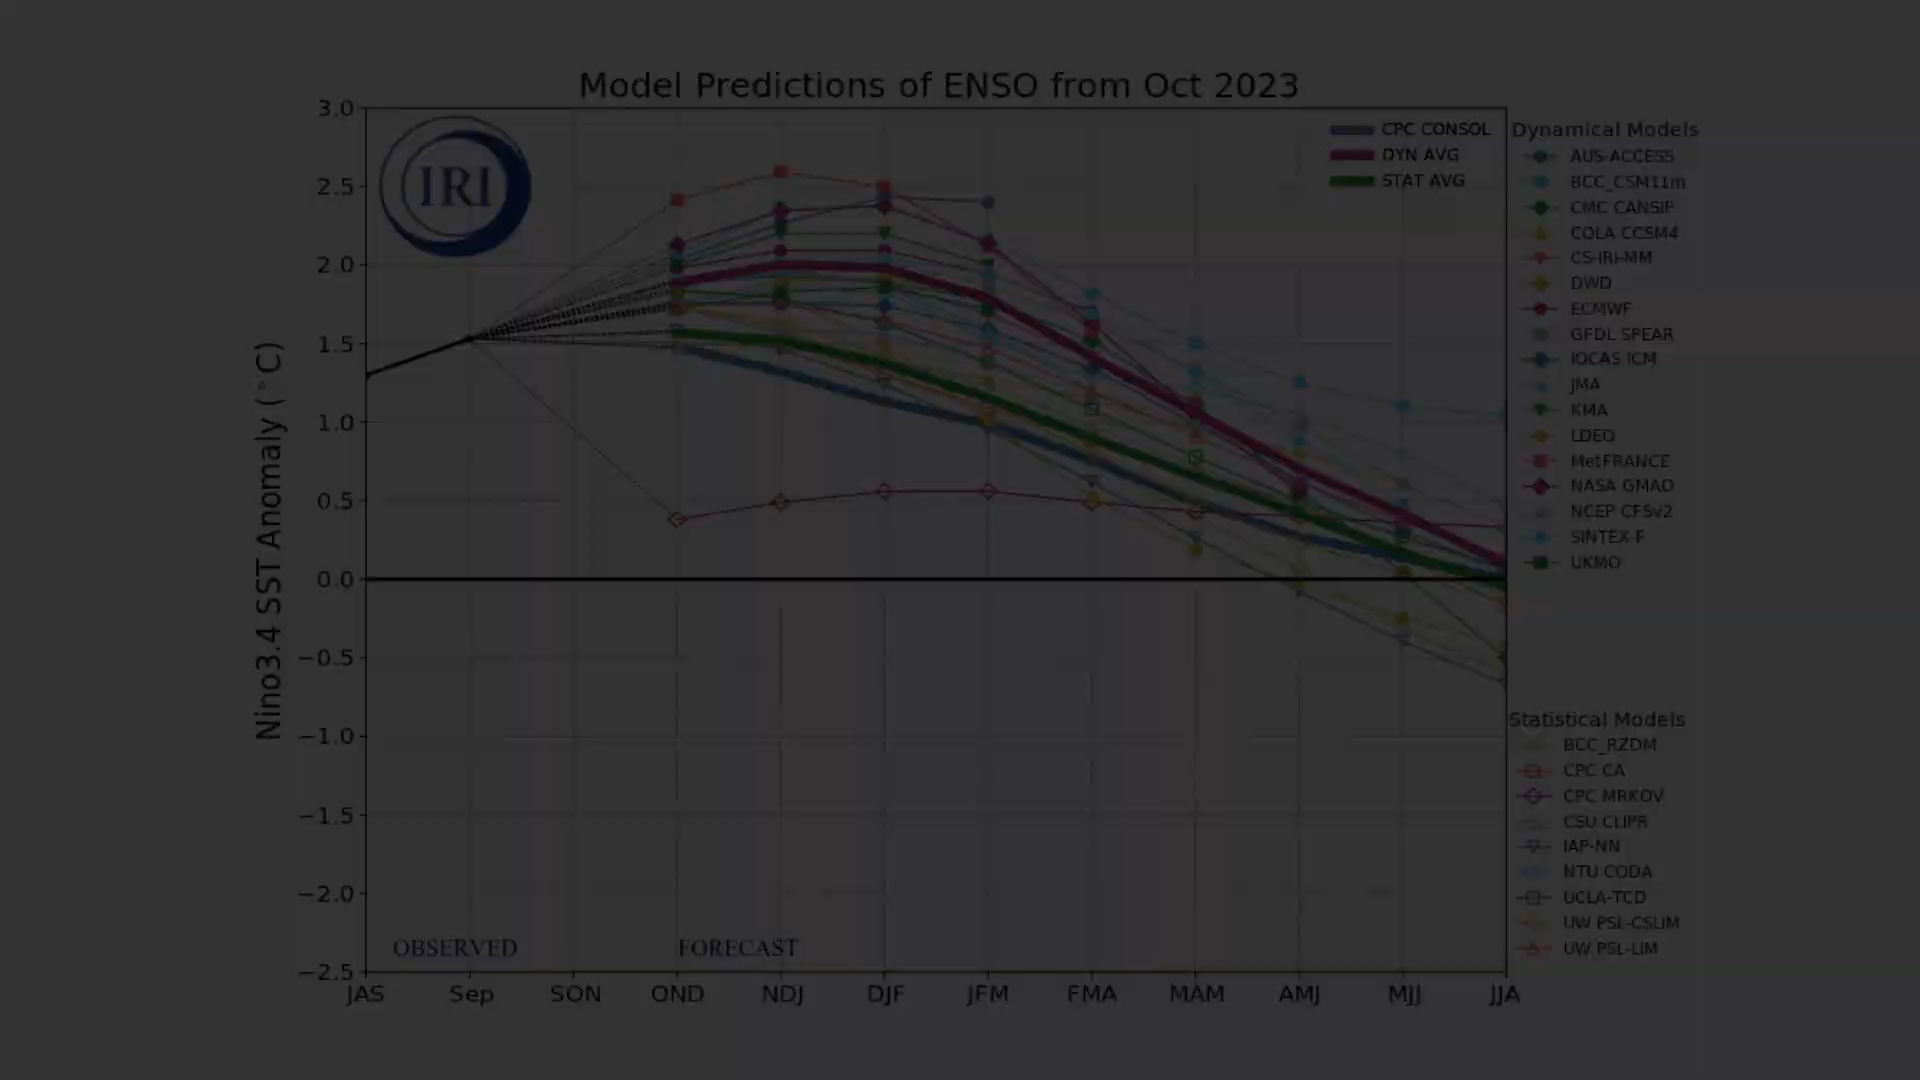 Model Predictions of ENSO from Oct 2023
IRI
CPC CONSOL
DYN AVG
STAT AVG
Nino3.4 SST Anomaly (°C)
3.0
2.5
2.0
1.5
1.0
0.5
0.0
−0.5
−1.0
−1.5
−2.0
−2.5
OBSERVED
FORECAST
JAS
Sep
SON
OND
NDJ
DJF
JFM
FMA
MAM
AMJ
MJJ
JJA
Dynamical Models
AUS-ACCESS
BCC_CSM11m
CMC CANSIP
COLA CCSM4
CS-IRI-MM
DWD
ECMWF
GFDL SPEAR
IOCAS ICM
JMA
KMA
LDEO
MetFRANCE
NASA GMAO
NCEP CFSv2
SINTEX-F
UKMO
Statistical Models
BCC_RZDM
CPC CA
CPC MRKOV
CSU CLIPR
IAP-NN
NTU CODA
UCLA-TCD
UW PSL-CSLIM
UW PSL-LIM